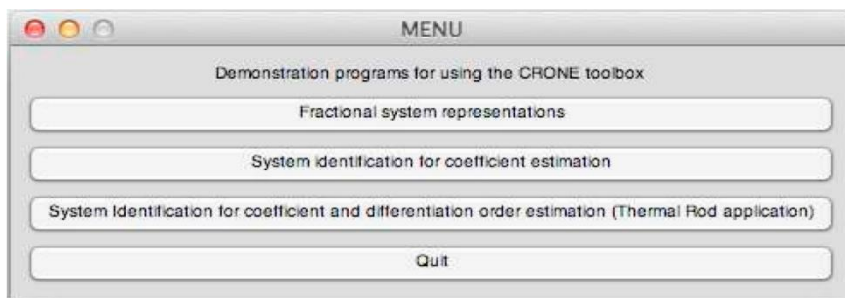 MENU
Demonstration programs for using the CRONE toolbox
Fractional system representations
System identification for coefficient estimation
System Identification for coefficient and differentiation order estimation (Thermal Rod application)
Quit